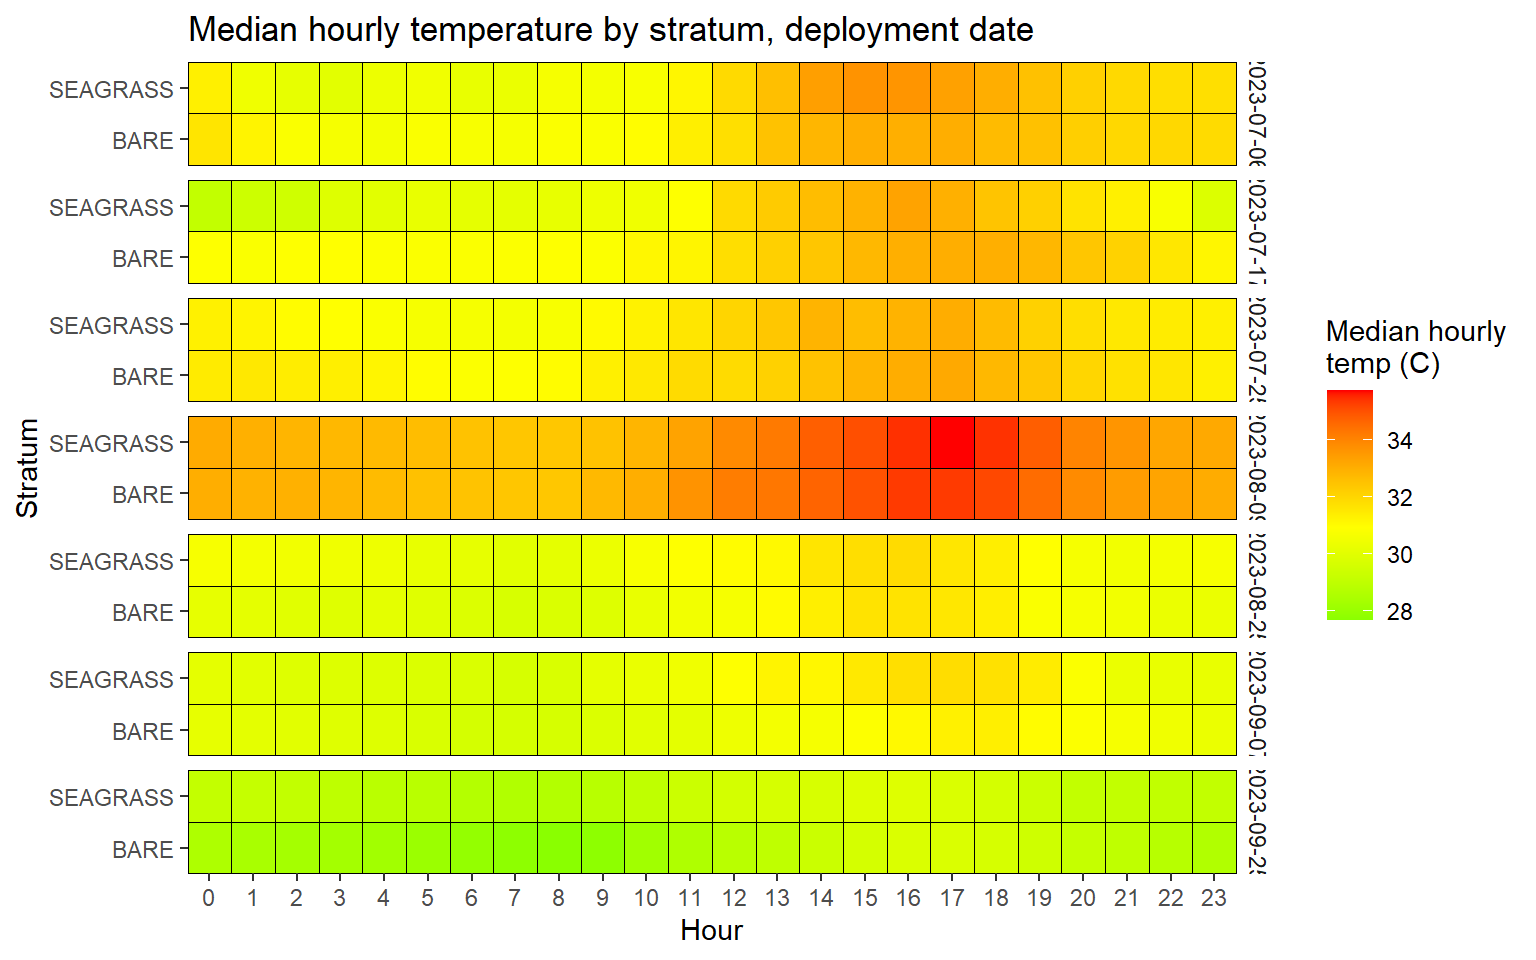 Median hourly temperature by stratum, deployment date
SEAGRASS
BARE
SEAGRASS
BARE
SEAGRASS
BARE
SEAGRASS
BARE
SEAGRASS
BARE
SEAGRASS
BARE
SEAGRASS
BARE
Stratum
0 1 2 3 4 5 6 7 8 9 10 11 12 13 14 15 16 17 18 19 20 21 22 23
Hour
Median hourly
temp (C)
34
32
30
28